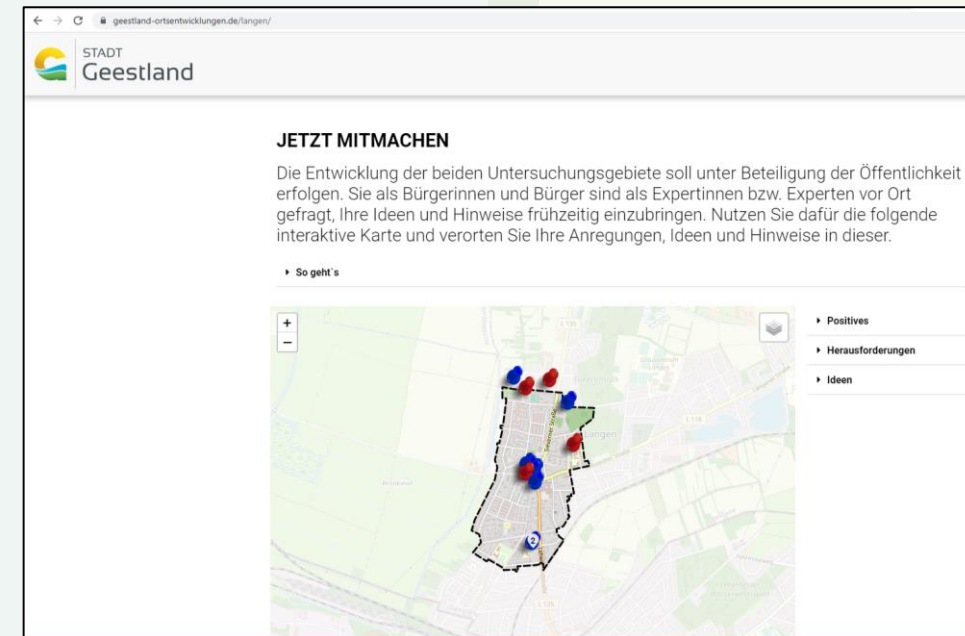 geestland-ortsentwicklungen.de/langen/
STADT
Geestland
JETZT MITMACHEN
Die Entwicklung der beiden Untersuchungsgebiete soll unter Beteiligung der Öffentlichkeit
erfolgen. Sie als Bürgerinnen und Bürger sind als Expertinnen bzw. Experten vor Ort
gefragt, Ihre Ideen und Hinweise frühzeitig einzubringen. Nutzen Sie dafür die folgende
interaktive Karte und verorten Sie Ihre Anregungen, Ideen und Hinweise in dieser.
So geht`s
+
−
Positives
Herausforderungen
Ideen
L 135
L 118
Langen
2
L 135